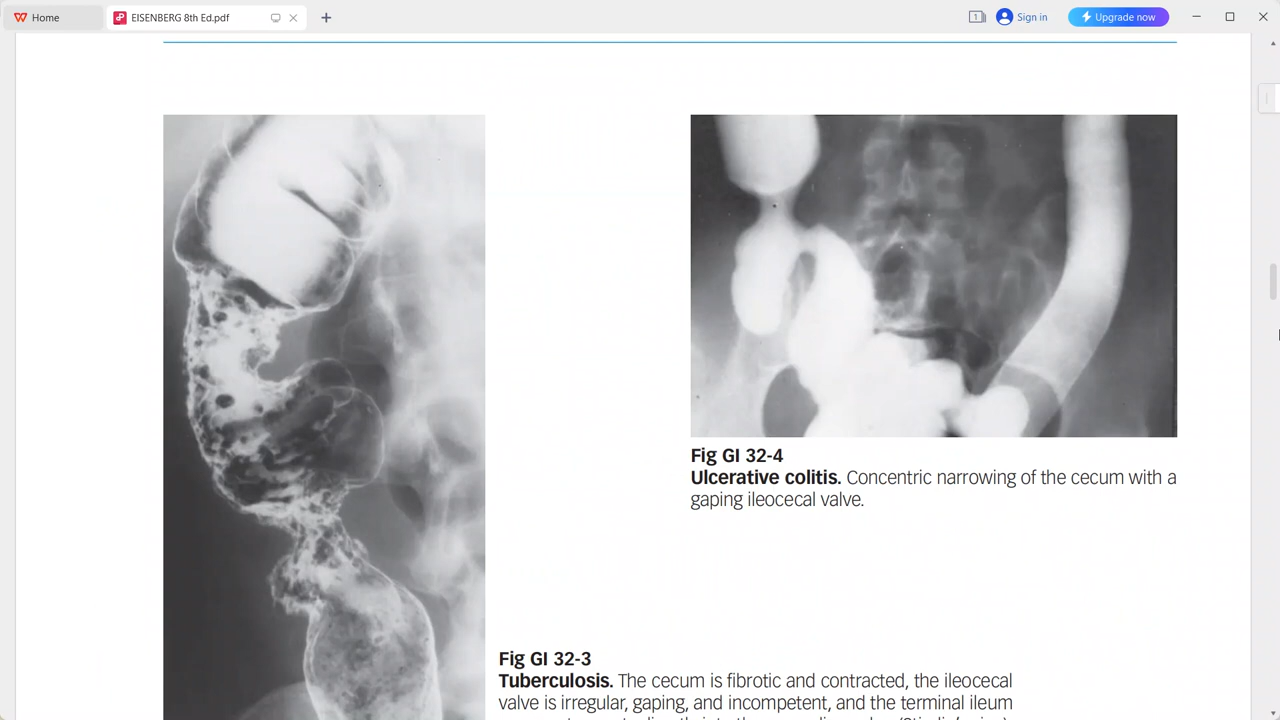 Home
EISENBERG 8th Ed.pdf
1
Sign in
Upgrade now
Fig GI 32-4
Ulcerative colitis. Concentric narrowing of the cecum with a
gaping ileocecal valve.
Fig GI 32-3
Tuberculosis. The cecum is fibrotic and contracted, the ileocecal
valve is irregular, gaping, and incompetent, and the terminal ileum